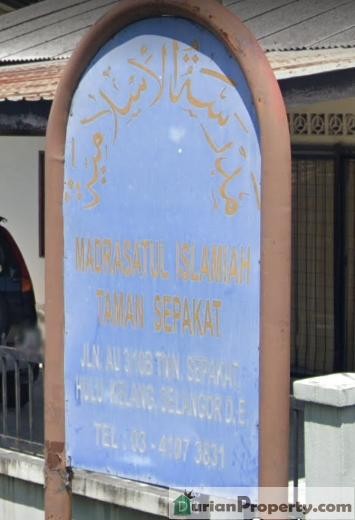 مدرسة الإسلامية
MADRASATUL ISLAMIAH
TAMAN SEPAKAT
JLN. AU 3/10B TMN. SEPAKAT,
HULU-KELANG, SELANGOR D.E.
TEL : 03 - 4107 3631
DurianProperty.com